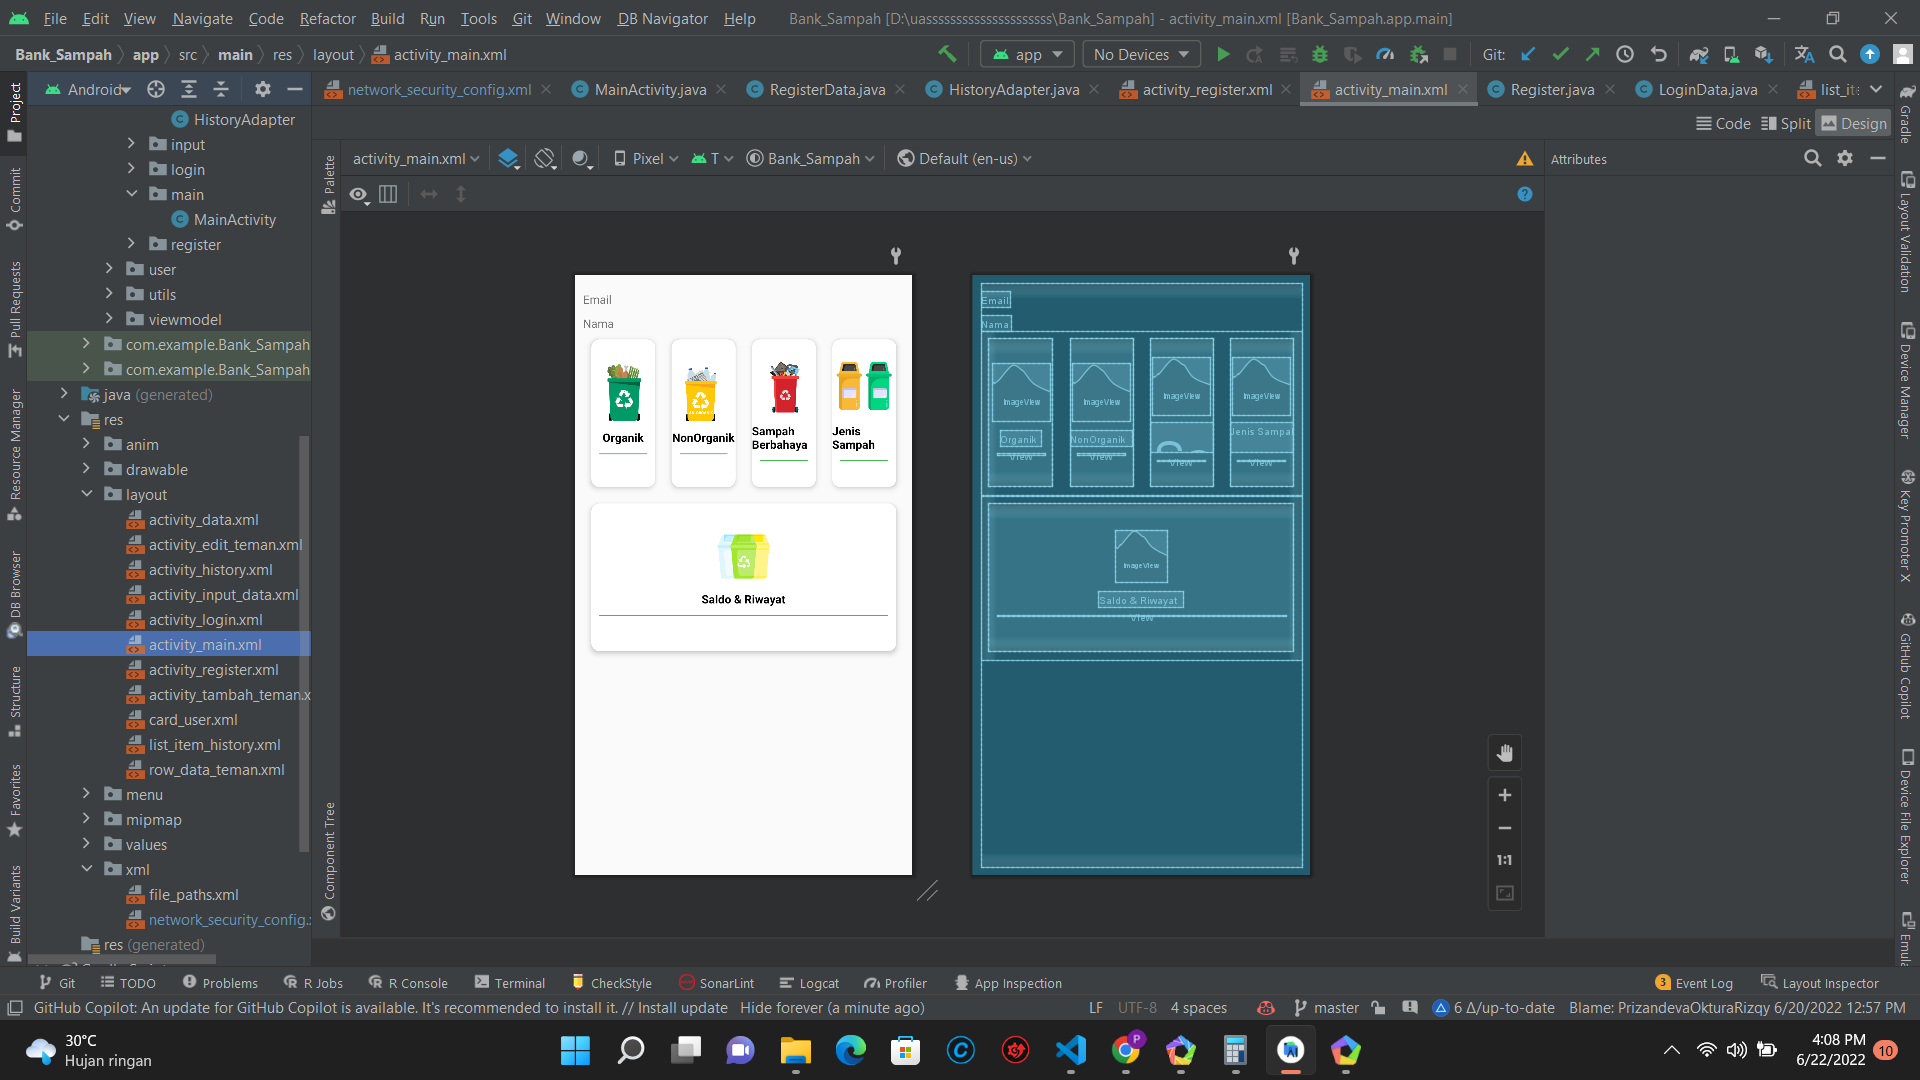 File Edit View Navigate Code Refactor Build Run Tools Git Window DB Navigator Help Bank_Sampah [D:\uasssssssssssssssssssssss\Bank_Sampah] - activity_main.xml [Bank_Sampah.app.main]
Bank_Sampah app src main res layout activity_main.xml app No Devices Git:
Android network_security_config.xml MainActivity.java RegisterData.java HistoryAdapter.java activity_register.xml activity_main.xml Register.java LoginData.java list_it
Code Split Design
activity_main.xml Pixel T Bank_Sampah Default (en-us) Attributes
Project
Commit
Pull Requests
Resource Manager
DB Browser
Structure
Favorites
Build Variants
HistoryAdapter
input
login
main
MainActivity
register
user
utils
viewmodel
com.example.Bank_Sampah
com.example.Bank_Sampah
java (generated)
res
anim
drawable
layout
activity_data.xml
activity_edit_teman.xml
activity_history.xml
activity_input_data.xml
activity_login.xml
activity_main.xml
activity_register.xml
activity_tambah_teman.x
card_user.xml
list_item_history.xml
row_data_teman.xml
menu
mipmap
values
xml
file_paths.xml
network_security_config.
res (generated)
Palette
Component Tree
Email
Nama
Organik
NonOrganik
Sampah
Berbahaya
Jenis
Sampah
Saldo & Riwayat
Email
Nama
ImageView ImageView ImageView ImageView
Organik NonOrganik Jenis Sampa
View View View View
ImageView
Saldo & Riwayat
View
1:1
Gradle
Layout Validation
Device Manager
Key Promoter X
GitHub Copilot
Device File Explorer
Emula
Git TODO Problems R Jobs R Console Terminal CheckStyle SonarLint Logcat Profiler App Inspection 3 Event Log Layout Inspector
GitHub Copilot: An update for GitHub Copilot is available. It's recommended to install it. // Install update Hide forever (a minute ago) LF UTF-8 4 spaces master 6 Δ/up-to-date Blame: PrizandevaOkturaRizqy 6/20/2022 12:57 PM
30°C
Hujan ringan
P
4:08 PM
6/22/2022
10